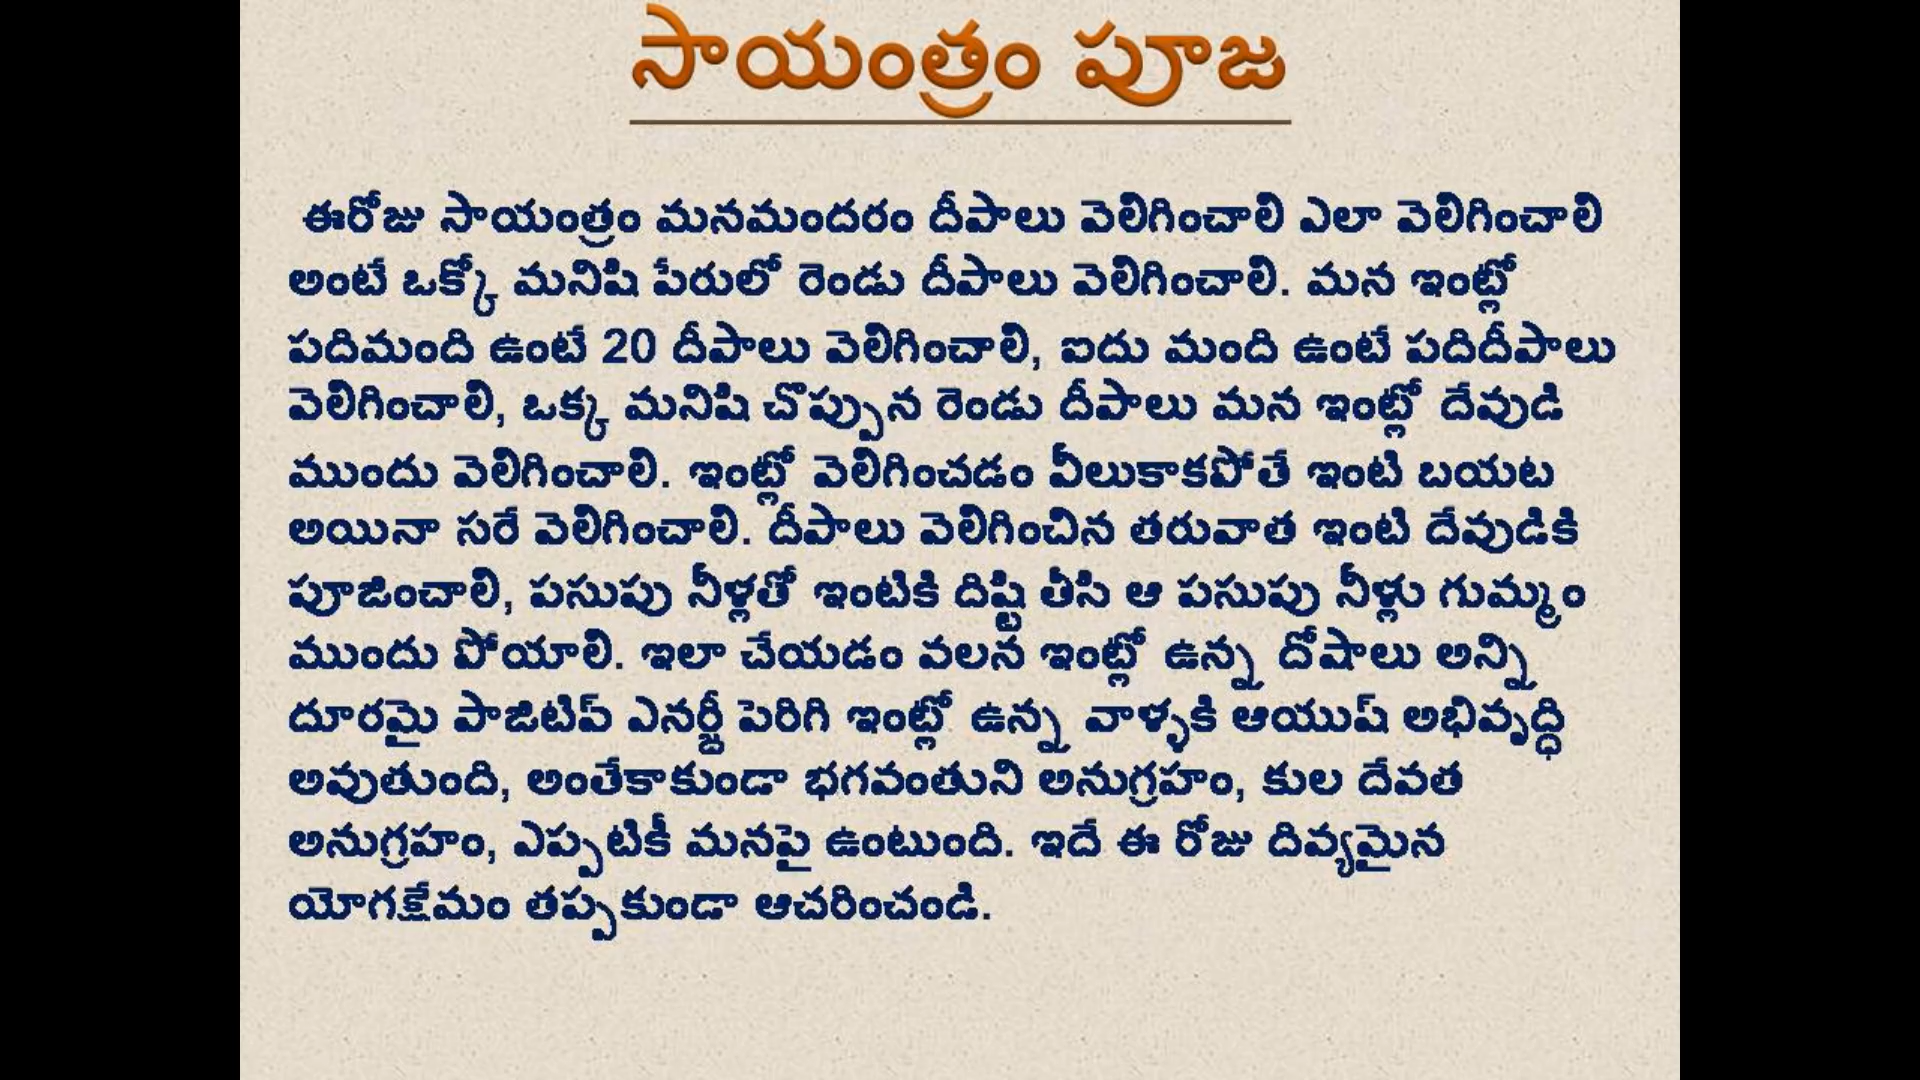 సాయంత్రం పూజ
ఈరోజు సాయంత్రం మనమందరం దీపాలు వెలిగించాలి ఎలా వెలిగించాలి
అంటే ఒక్కో మనిషి పేరులో రెండు దీపాలు వెలిగించాలి. మన ఇంట్లో
పదిమంది ఉంటే 20 దీపాలు వెలిగించాలి, ఐదు మంది ఉంటే పదిదీపాలు
వెలిగించాలి, ఒక్క మనిషి చొప్పున రెండు దీపాలు మన ఇంట్లో దేవుడి
ముందు వెలిగించాలి. ఇంట్లో వెలిగించడం వీలుకాకపోతే ఇంటి బయట
అయినా సరే వెలిగించాలి. దీపాలు వెలిగించిన తరువాత ఇంటి దేవుడికి
పూజించాలి, పసుపు నీళ్లతో ఇంటికి దిష్టి తీసి ఆ పసుపు నీళ్లు గుమ్మం
ముందు పోయాలి. ఇలా చేయడం వలన ఇంట్లో ఉన్న దోషాలు అన్ని
దూరమై పాజిటివ్ ఎనర్జీ పెరిగి ఇంట్లో ఉన్న వాళ్ళకి ఆయుష్ అభివృద్ధి
అవుతుంది, అంతేకాకుండా భగవంతుని అనుగ్రహం, కుల దేవత
అనుగ్రహం, ఎప్పటికీ మనపై ఉంటుంది. ఇదే ఈ రోజు దివ్యమైన
యోగక్షేమం తప్పకుండా ఆచరించండి.